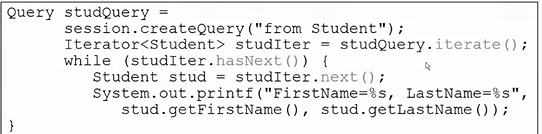 Query studQuery =
session.createQuery("from Student");
Iterator<Student> studIter = studQuery.iterate();
while (studIter.hasNext()) {
Student stud = studIter.next();
System.out.printf("FirstName=%s, LastName=%s",
stud.getFirstName(), stud.getLastName());
}